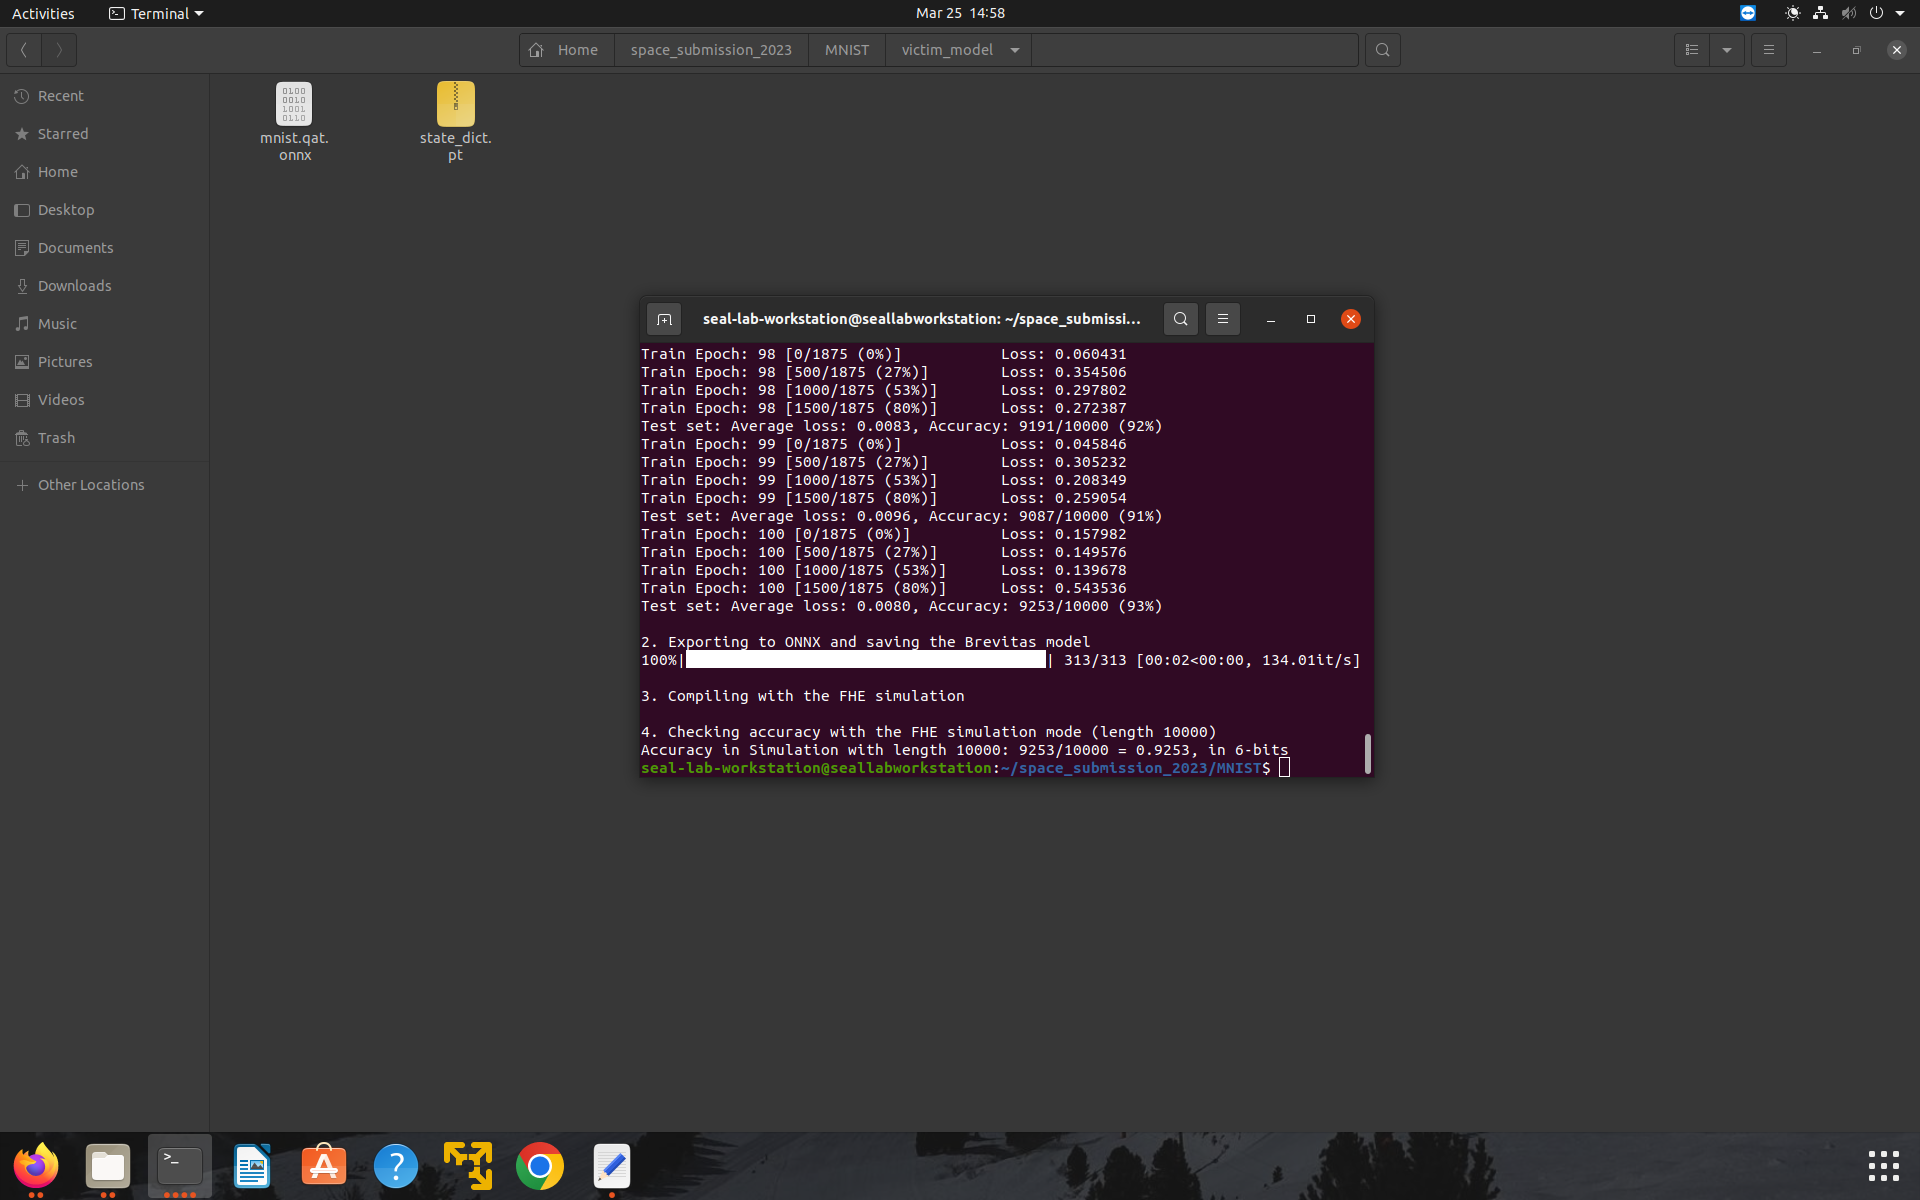 Activities
Terminal
Mar 25 14:58
Home
space_submission_2023
MNIST
victim_model
Recent
Starred
Home
Desktop
Documents
Downloads
Music
Pictures
Videos
Trash
Other Locations
mnist.qat.
onnx
state_dict.
pt
seal-lab-workstation@seallabworkstation: ~/space_submissi...
Train Epoch: 98 [0/1875 (0%)] Loss: 0.060431
Train Epoch: 98 [500/1875 (27%)] Loss: 0.354506
Train Epoch: 98 [1000/1875 (53%)] Loss: 0.297802
Train Epoch: 98 [1500/1875 (80%)] Loss: 0.272387
Test set: Average loss: 0.0083, Accuracy: 9191/10000 (92%)
Train Epoch: 99 [0/1875 (0%)] Loss: 0.045846
Train Epoch: 99 [500/1875 (27%)] Loss: 0.305232
Train Epoch: 99 [1000/1875 (53%)] Loss: 0.208349
Train Epoch: 99 [1500/1875 (80%)] Loss: 0.259054
Test set: Average loss: 0.0096, Accuracy: 9087/10000 (91%)
Train Epoch: 100 [0/1875 (0%)] Loss: 0.157982
Train Epoch: 100 [500/1875 (27%)] Loss: 0.149576
Train Epoch: 100 [1000/1875 (53%)] Loss: 0.139678
Train Epoch: 100 [1500/1875 (80%)] Loss: 0.543536
Test set: Average loss: 0.0080, Accuracy: 9253/10000 (93%)
2. Exporting to ONNX and saving the Brevitas model
100%| | 313/313 [00:02<00:00, 134.01it/s]
3. Compiling with the FHE simulation
4. Checking accuracy with the FHE simulation mode (length 10000)
Accuracy in Simulation with length 10000: 9253/10000 = 0.9253, in 6-bits
seal-lab-workstation@seallabworkstation:~/space_submission_2023/MNIST$